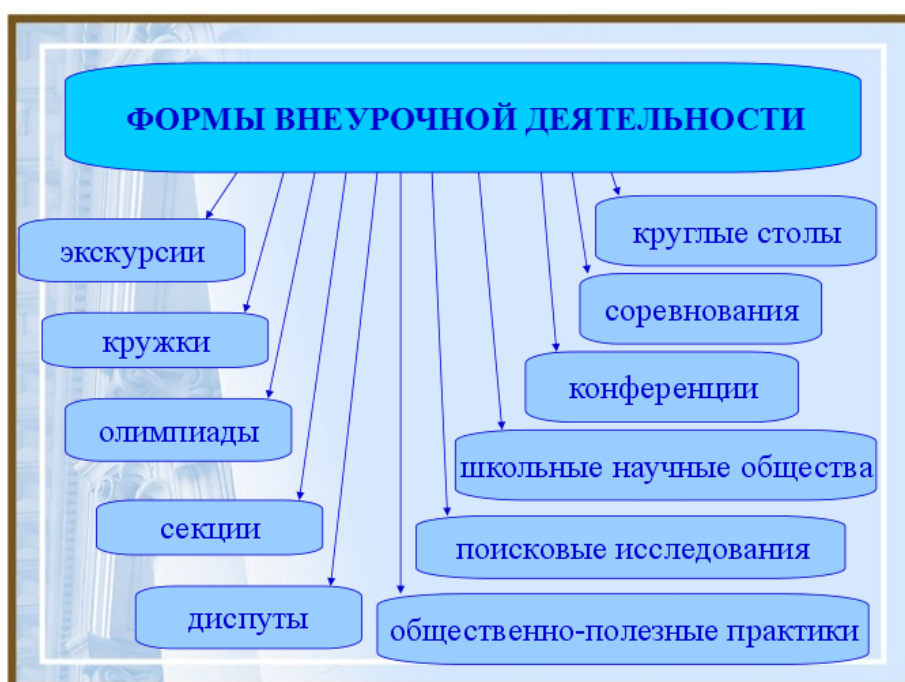 ФОРМЫ ВНЕУРОЧНОЙ ДЕЯТЕЛЬНОСТИ
экскурсии
кружки
олимпиады
секции
диспуты
круглые столы
соревнования
конференции
школьные научные общества
поисковые исследования
общественно-полезные практики